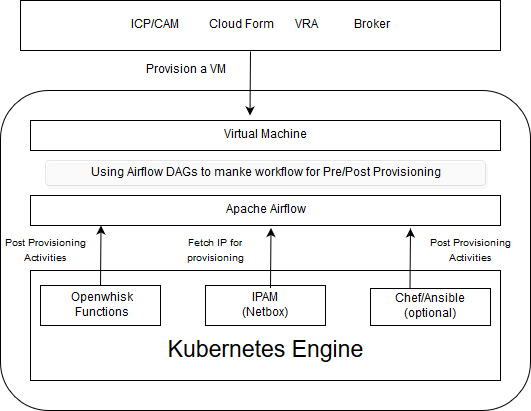 ICP/CAM Cloud Form VRA Broker
Provision a VM
Virtual Machine
Using Airflow DAGs to manke workflow for Pre/Post Provisioning
Apache Airflow
Post Provisioning
Activities
Fetch IP for
provisioning
Post Provisioning
Activities
Openwhisk
Functions
IPAM
(Netbox)
Chef/Ansible
(optional)
Kubernetes Engine